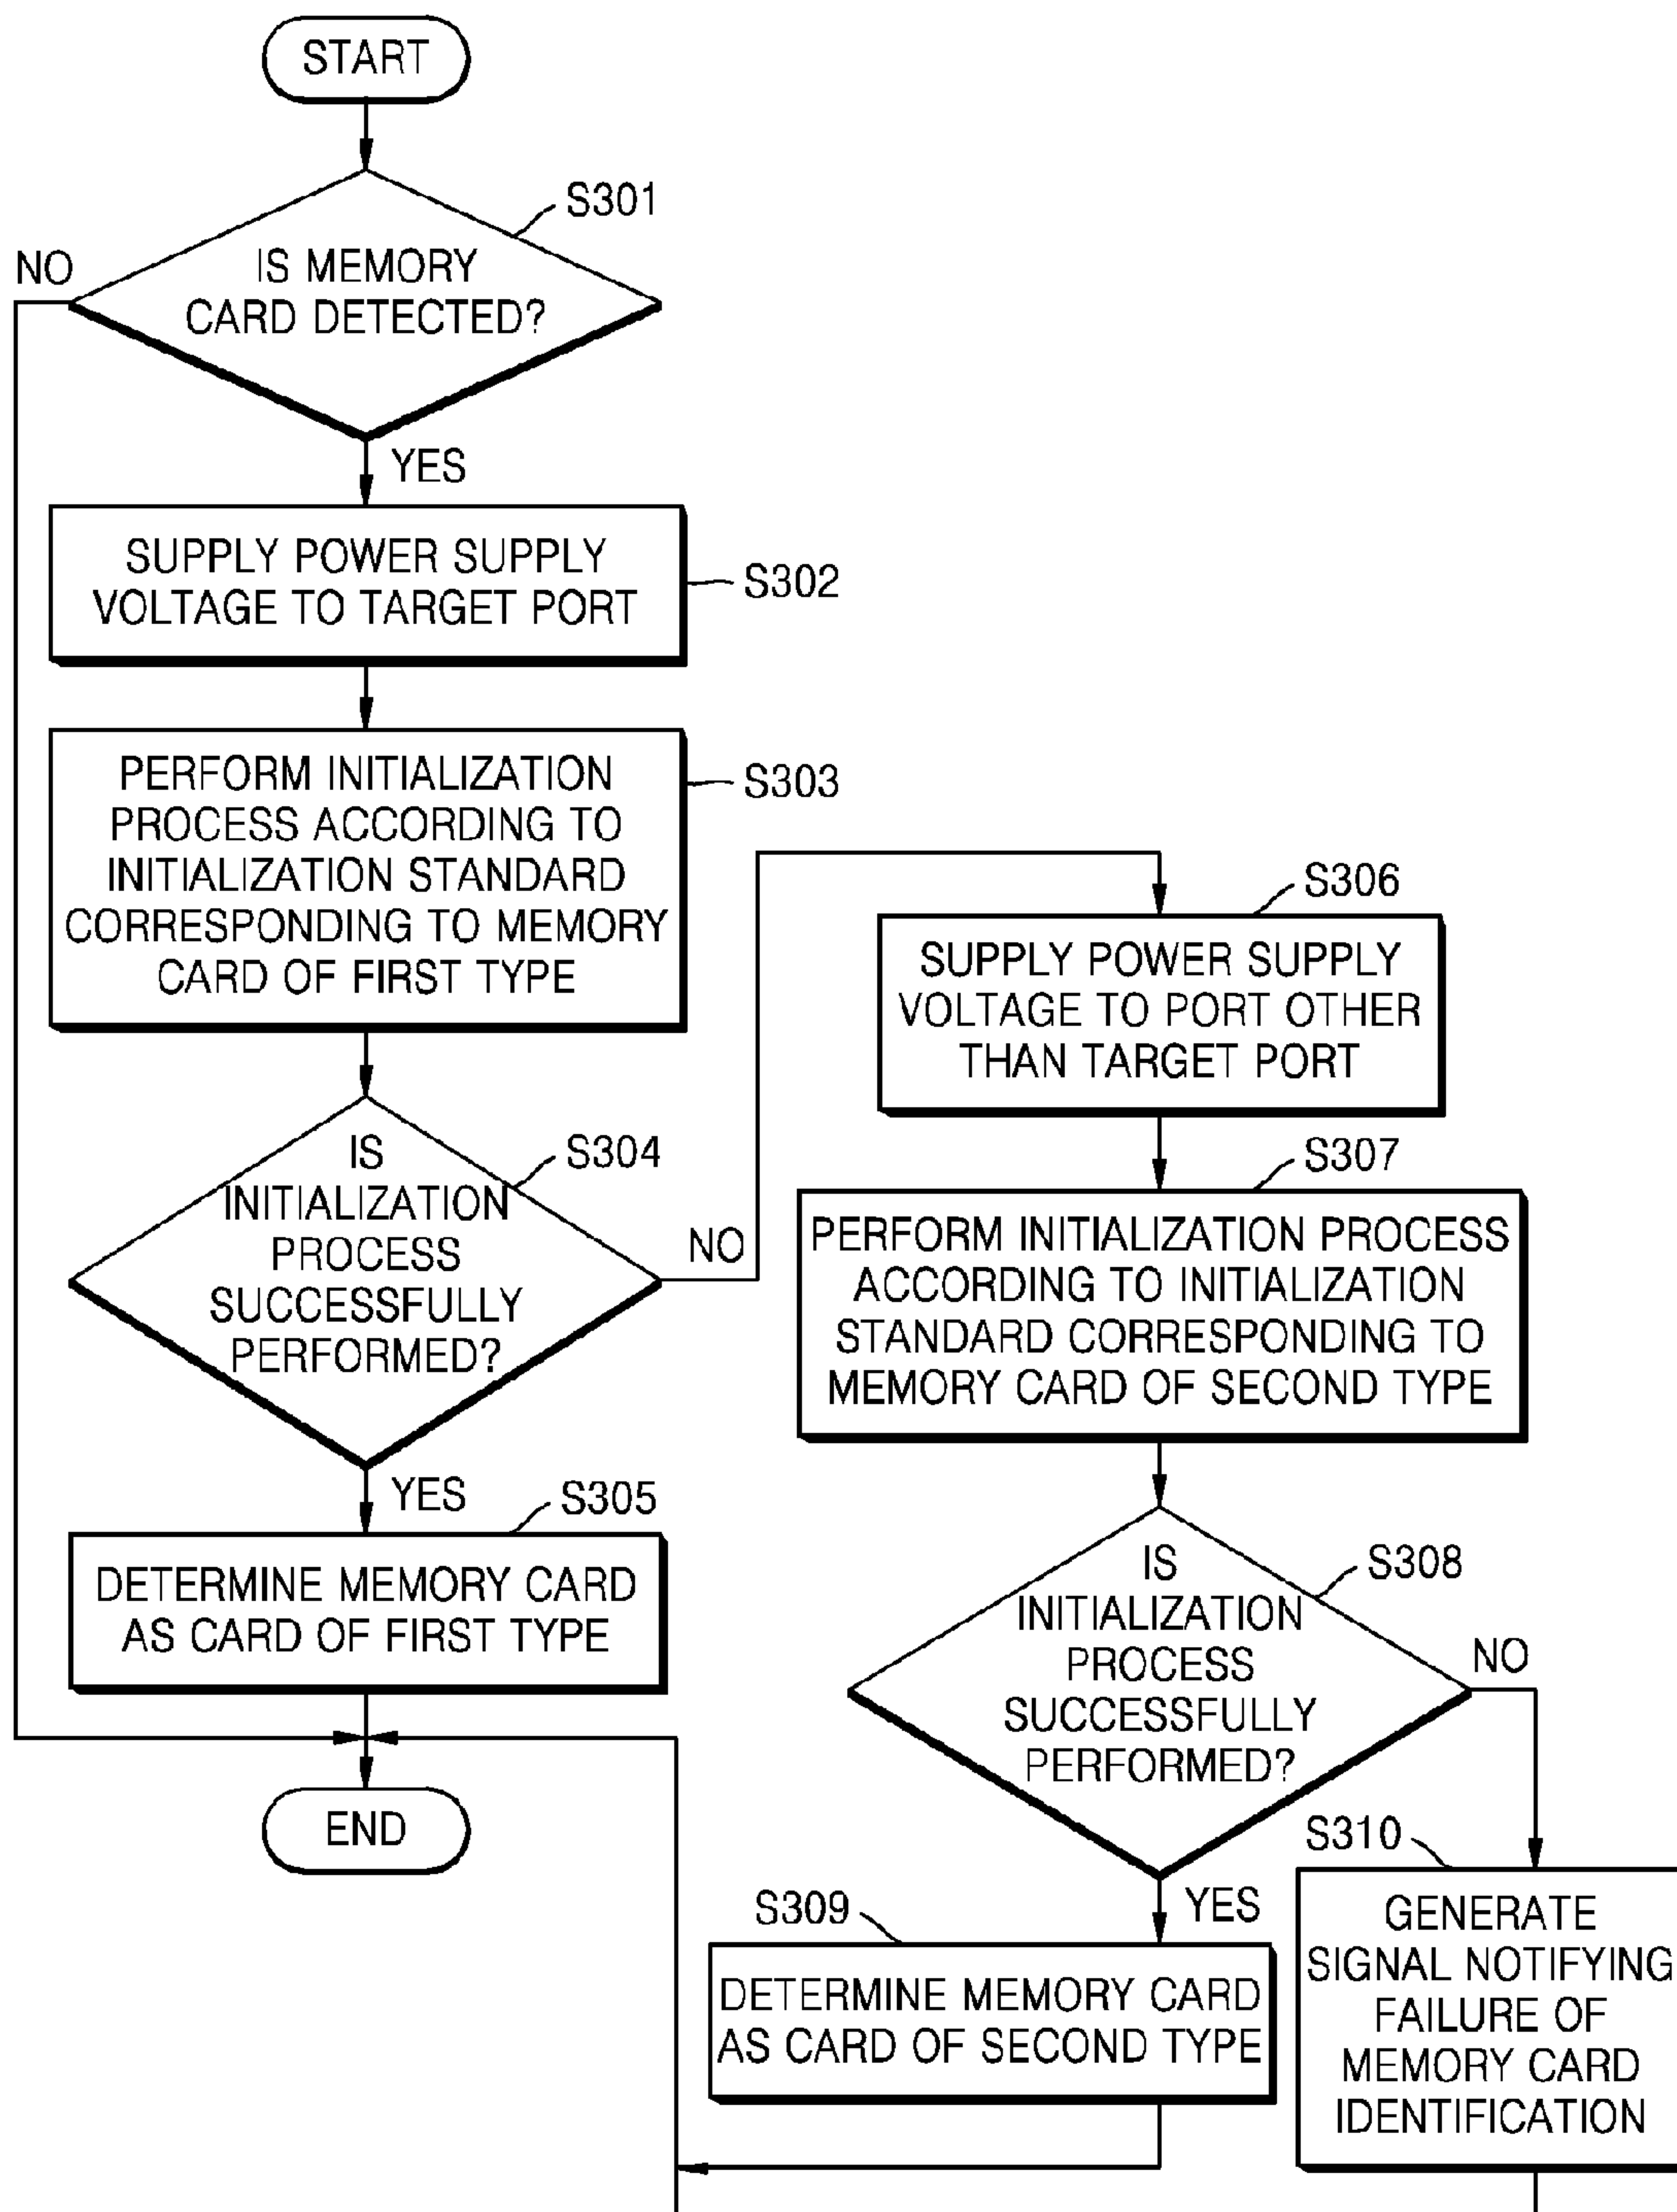 START
S301
NO
IS MEMORY
CARD DETECTED?
YES
SUPPLY POWER SUPPLY
VOLTAGE TO TARGET PORT
S302
PERFORM INITIALIZATION
PROCESS ACCORDING TO
INITIALIZATION STANDARD
CORRESPONDING TO MEMORY
CARD OF FIRST TYPE
S303
IS
INITIALIZATION
PROCESS
SUCCESSFULLY
PERFORMED?
S304
NO
YES
S305
DETERMINE MEMORY CARD
AS CARD OF FIRST TYPE
END
S306
SUPPLY POWER SUPPLY
VOLTAGE TO PORT OTHER
THAN TARGET PORT
S307
PERFORM INITIALIZATION PROCESS
ACCORDING TO INITIALIZATION
STANDARD CORRESPONDING TO
MEMORY CARD OF SECOND TYPE
IS
INITIALIZATION
PROCESS
SUCCESSFULLY
PERFORMED?
S308
NO
YES
S309
DETERMINE MEMORY CARD
AS CARD OF SECOND TYPE
S310
GENERATE
SIGNAL NOTIFYING
FAILURE OF
MEMORY CARD
IDENTIFICATION